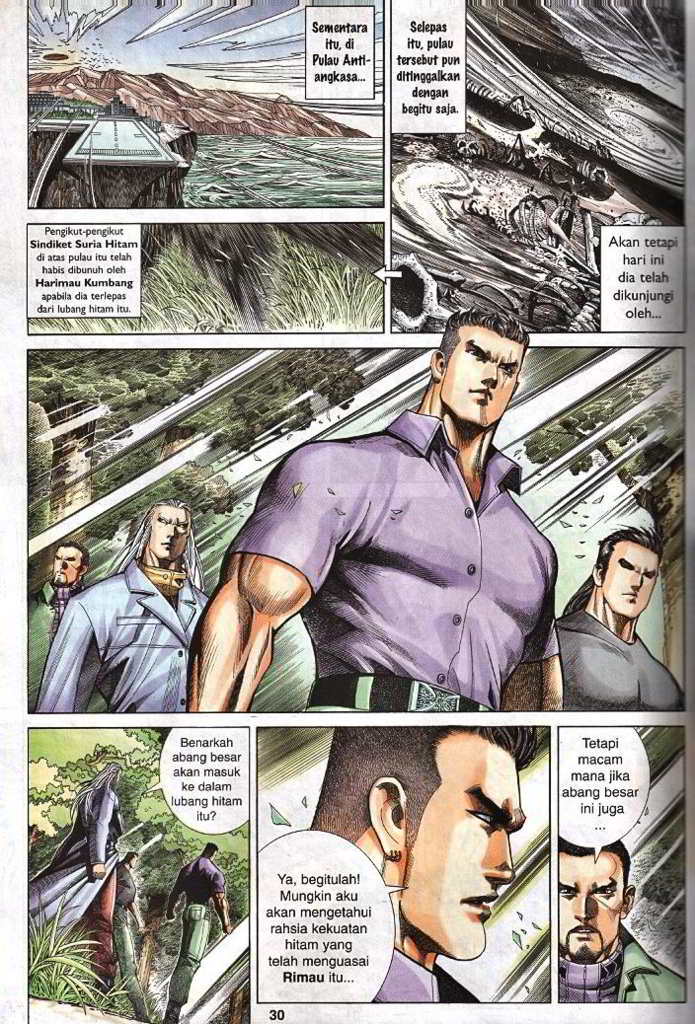 Sementara
itu, di
Pulau Anti-
angkasa...
Selepas
itu, pulau
tersebut pun
ditinggalkan
dengan
begitu saja.
Pengikut-pengikut
Sindiket Suria Hitam
di atas pulau itu telah
habis dibunuh oleh
Harimau Kumbang
apabila dia terlepas
dari lubang hitam itu.
Akan tetapi
hari ini
dia telah
dikunjungi
oleh...
Benarkah
abang besar
akan masuk
ke dalam
lubang hitam
itu?
Ya, begitulah!
Mungkin aku
akan mengetahui
rahsia kekuatan
hitam yang
telah menguasai
Rimau itu...
Tetapi
macam
mana jika
abang besar
ini juga
...
30